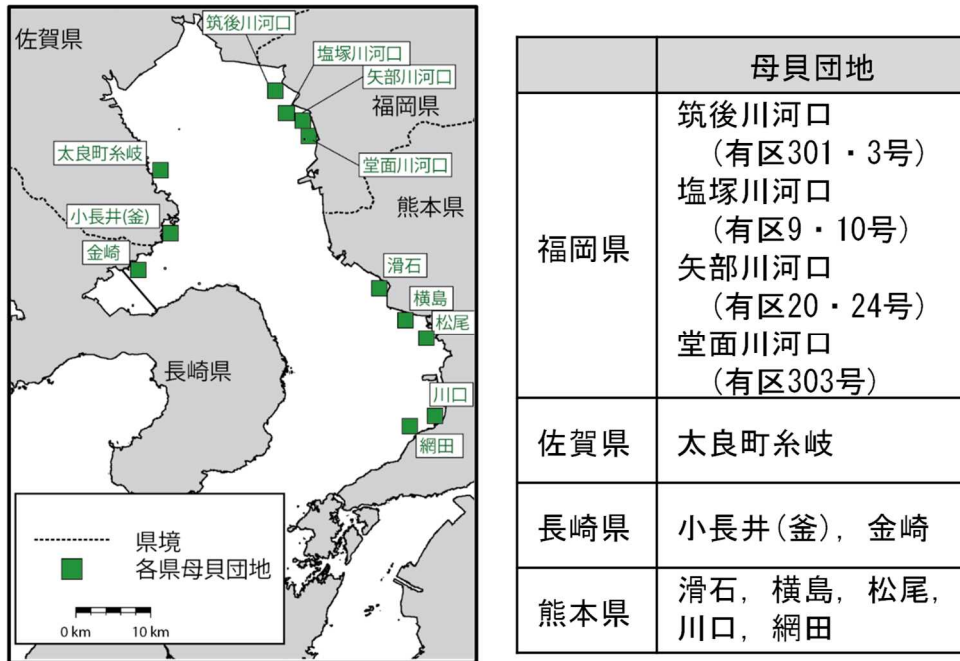 佐賀県
筑後川河口
塩塚川河口
矢部川河口
福岡県
堂面川河口
太良町糸岐
熊本県
小長井(釜)
金崎
滑石
横島
松尾
長崎県
川口
網田
県境
各県母貝団地
0 km 10 km
母貝団地
福岡県
筑後川河口
(有区301・3号)
塩塚川河口
(有区9・10号)
矢部川河口
(有区20・24号)
堂面川河口
(有区303号)
佐賀県 太良町糸岐
長崎県 小長井(釜), 金崎
熊本県 滑石, 横島, 松尾,
川口, 網田